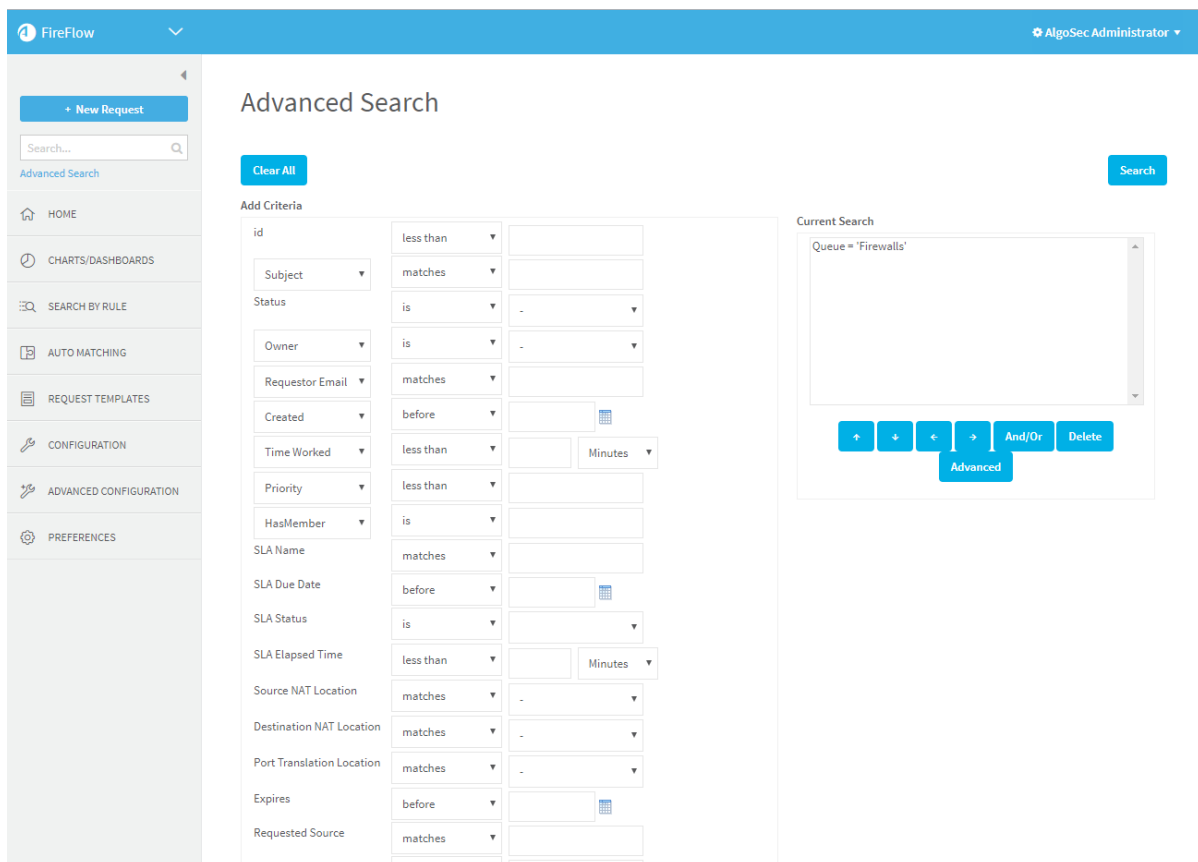 FireFlow
AlgoSec Administrator
+ New Request
Search...
Advanced Search
HOME
CHARTS/DASHBOARDS
SEARCH BY RULE
AUTO MATCHING
REQUEST TEMPLATES
CONFIGURATION
ADVANCED CONFIGURATION
PREFERENCES
Advanced Search
Clear All
Search
Add Criteria
id less than
Subject matches
Status is -
Owner is -
Requestor Email matches
Created before
Time Worked less than Minutes
Priority less than
HasMember is
SLA Name matches
SLA Due Date before
SLA Status is
SLA Elapsed Time less than Minutes
Source NAT Location matches -
Destination NAT Location matches -
Port Translation Location matches -
Expires before
Requested Source matches
Current Search
Queue = 'Firewalls'
↑ ↓ ← → And/Or Delete
Advanced